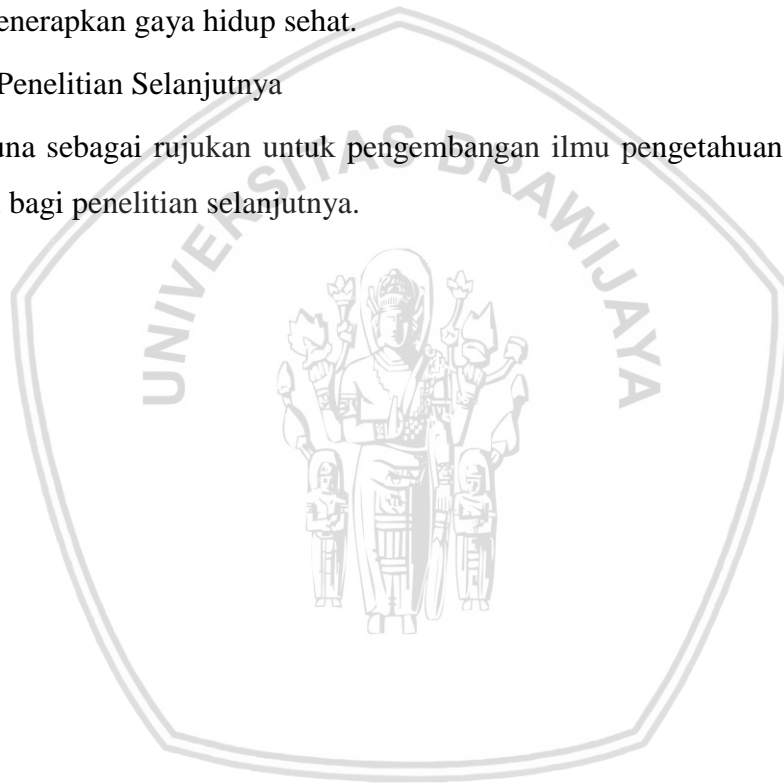 enerapkan gaya hidup sehat.
Penelitian Selanjutnya
una sebagai rujukan untuk pengembangan ilmu pengetahuan
bagi penelitian selanjutnya.
UNIVERSITAS BRAWIJAYA